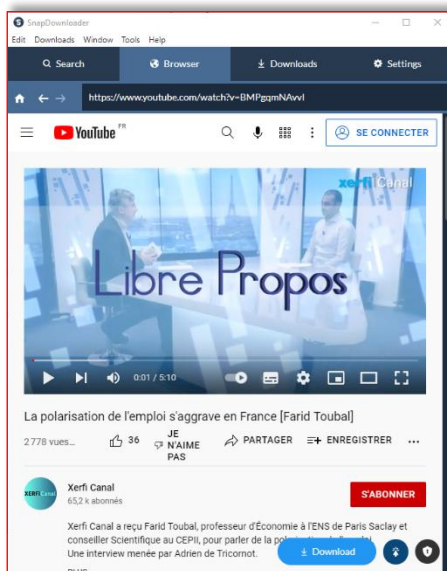 SnapDownloader
Edit Downloads Window Tools Help
Search Browser Downloads Settings
https://www.youtube.com/watch?v=BMPgqmNAvvI
YouTube FR SE CONNECTER
xerfi Canal
Libre Propos
0:01 / 5:10
La polarisation de l'emploi s'aggrave en France [Farid Toubal]
2 778 vues... 36 JE N'AIME PAS PARTAGER ENREGISTRER ...
XERFI Canal
Xerfi Canal
65,2 k abonnés
S'ABONNER
Xerfi Canal a reçu Farid Toubal, professeur d'Économie à l'ENS de Paris Saclay et
conseiller Scientifique au CEPII, pour parler de la
Une interview menée par Adrien de Tricornot.
Download
PLUS